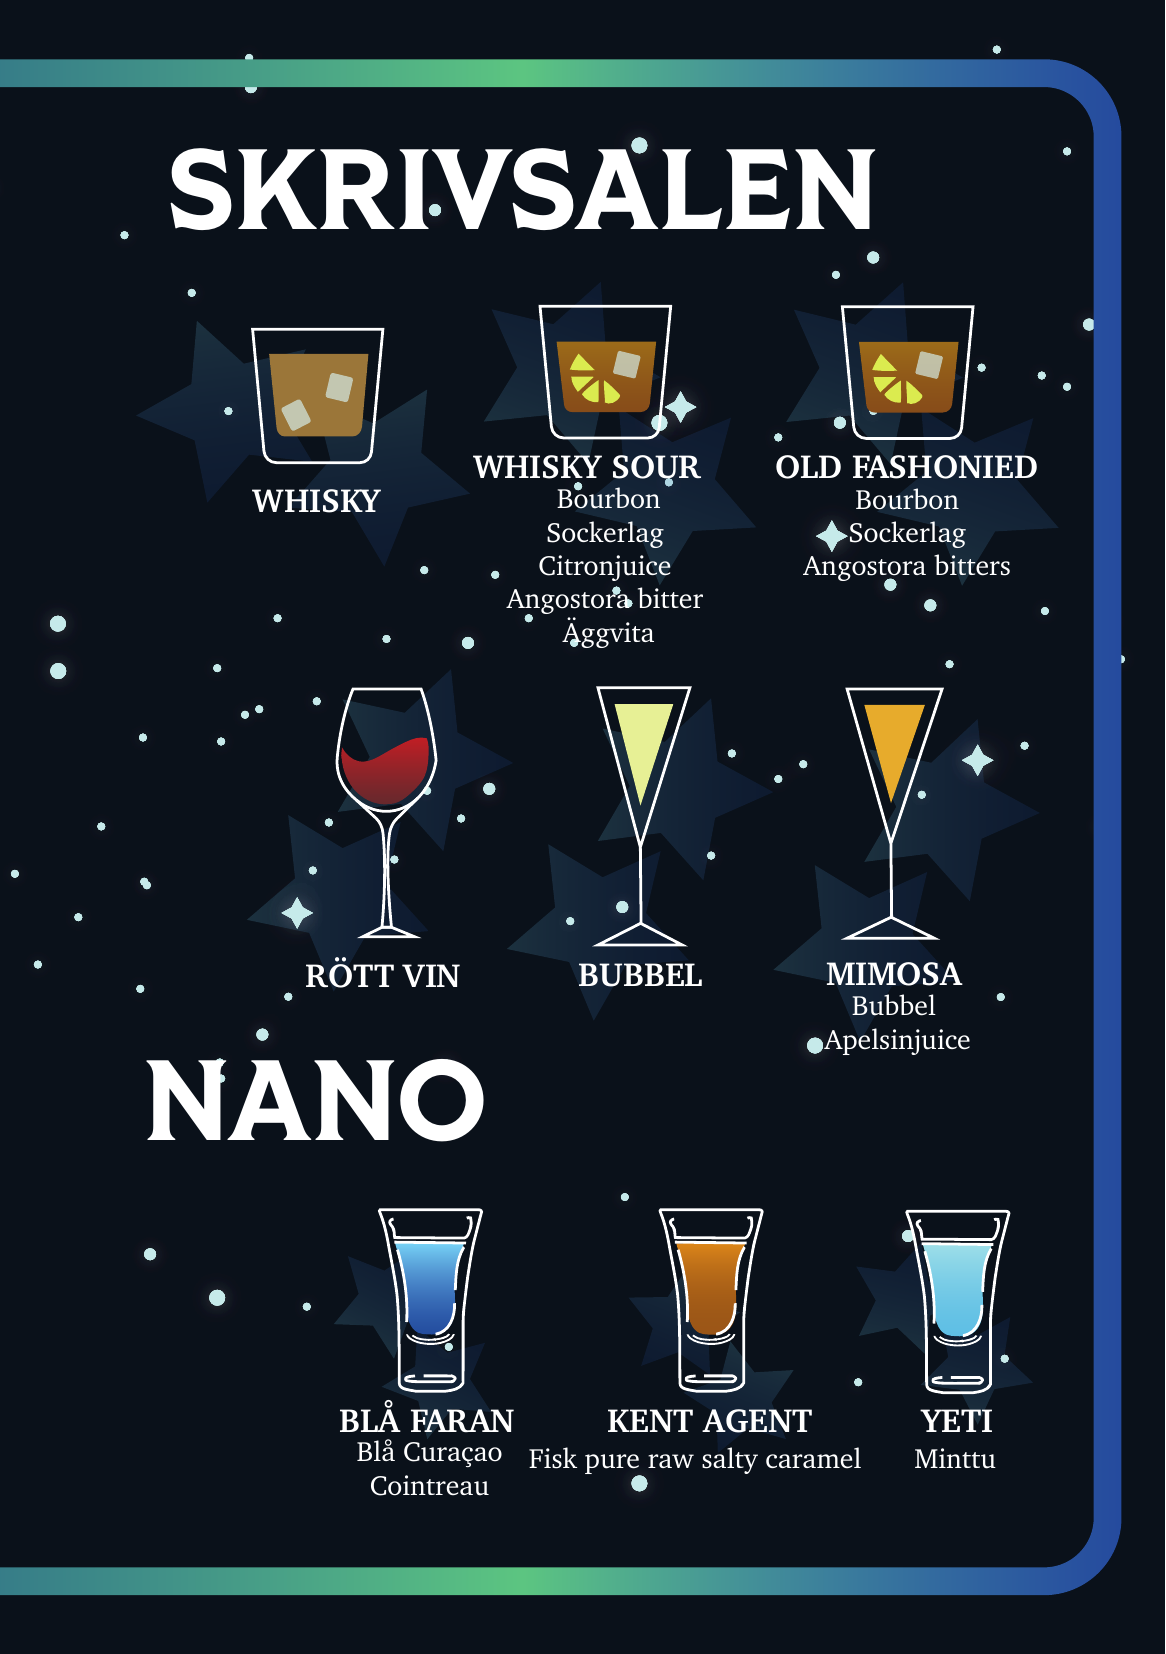 SKRIVSALEN
WHISKY
WHISKY SOUR
Bourbon
Sockerlag
Citronjuice
Angostora bitter
Äggvita
OLD FASHONIED
Bourbon
Sockerlag
Angostora bitters
RÖTT VIN
BUBBEL
MIMOSA
Bubbel
Apelsinjuice
NANO
BLÅ FARAN
Blå Curaçao
Cointreau
KENT AGENT
Fisk pure raw salty caramel
YETI
Minttu